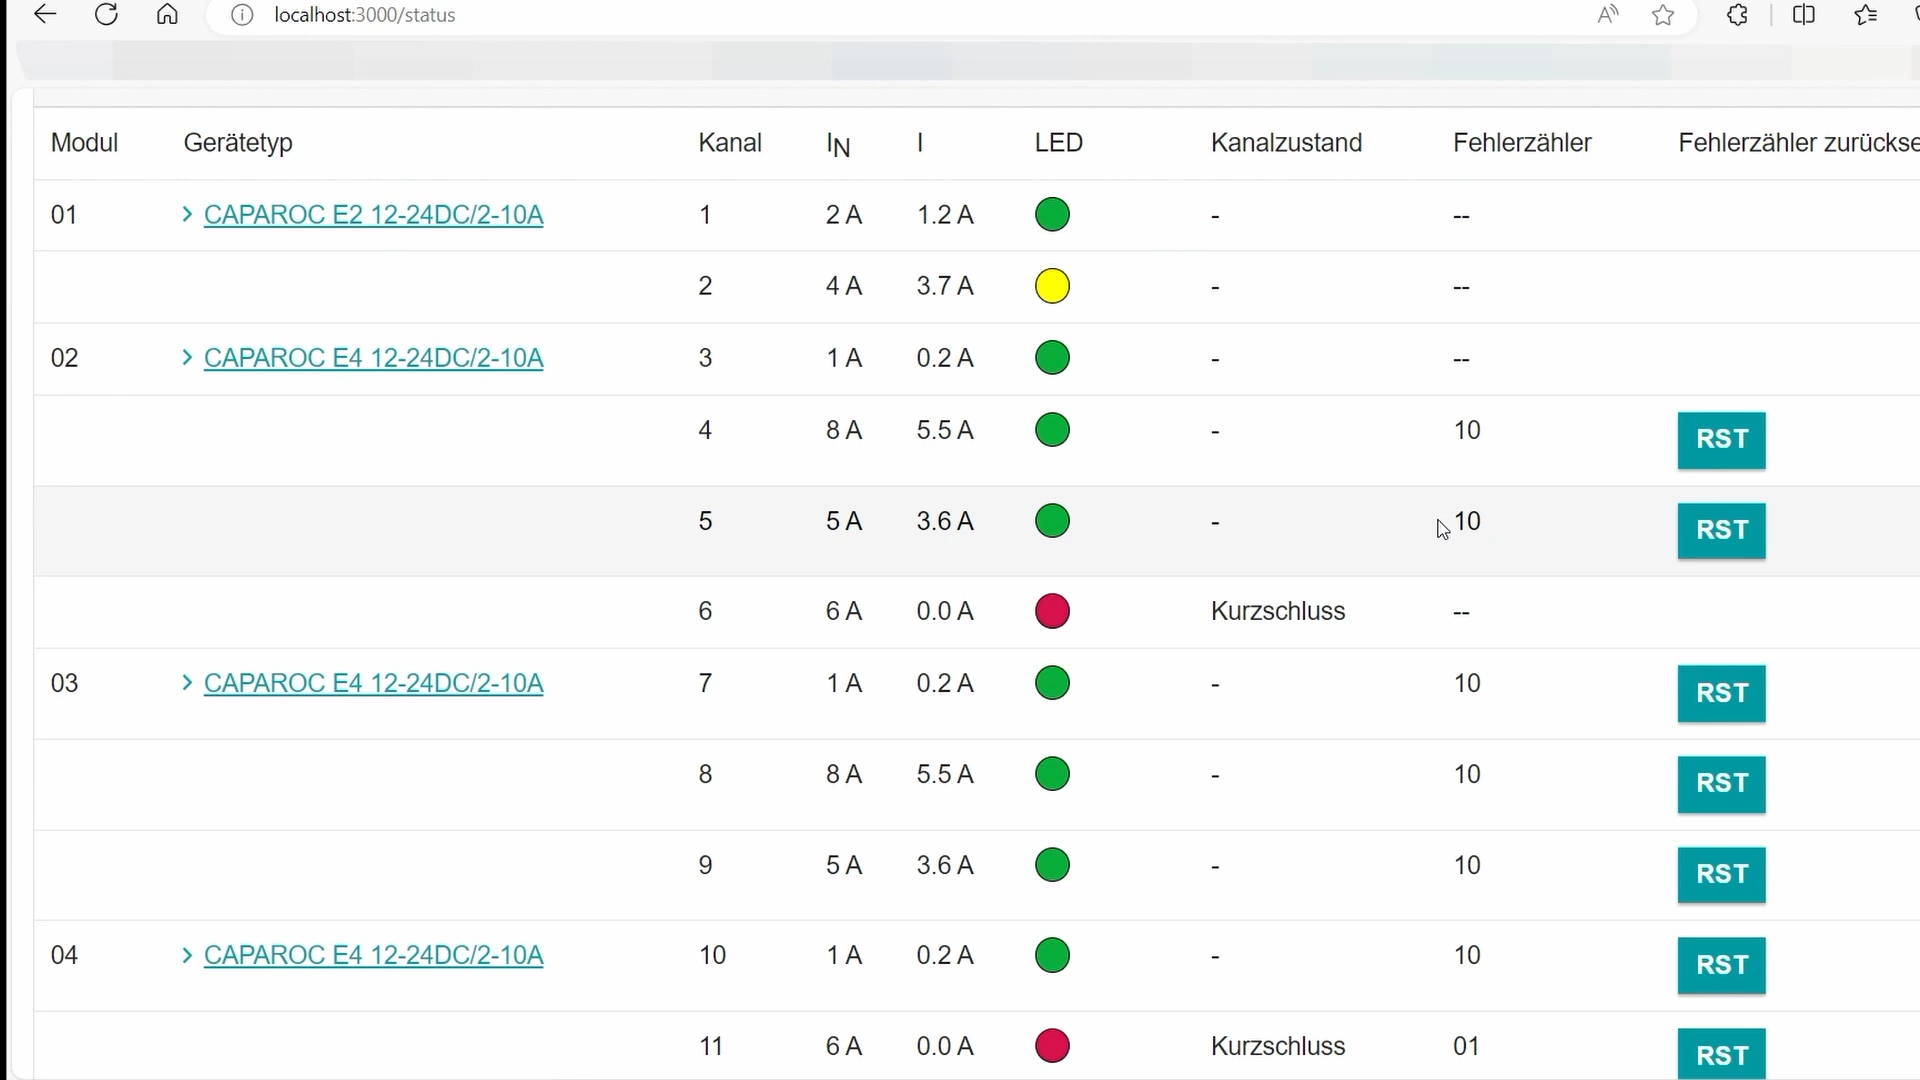 localhost:3000/status
Modul Gerätetyp Kanal IN I LED Kanalzustand Fehlerzähler Fehlerzähler zurückse
01 CAPAROC E2 12-24DC/2-10A 1 2 A 1.2 A - --
2 4 A 3.7 A - --
02 CAPAROC E4 12-24DC/2-10A 3 1 A 0.2 A - --
4 8 A 5.5 A - 10 RST
5 5 A 3.6 A - 10 RST
6 6 A 0.0 A Kurzschluss --
03 CAPAROC E4 12-24DC/2-10A 7 1 A 0.2 A - 10 RST
8 8 A 5.5 A - 10 RST
9 5 A 3.6 A - 10 RST
04 CAPAROC E4 12-24DC/2-10A 10 1 A 0.2 A - 10 RST
11 6 A 0.0 A Kurzschluss 01 RST